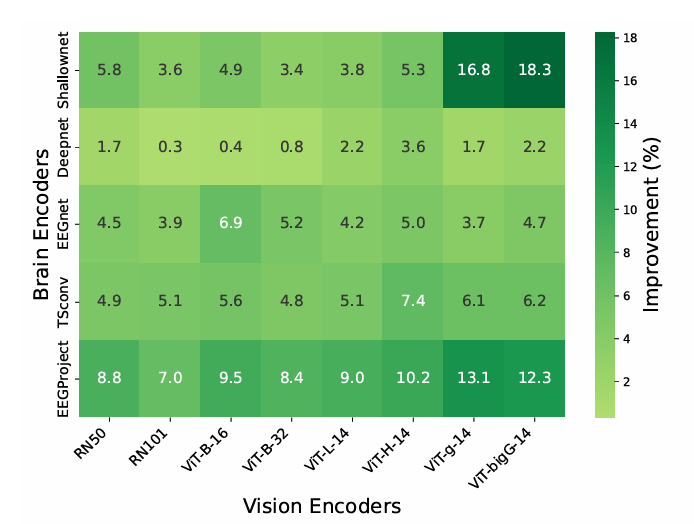 Shallownet 5.8 3.6 4.9 3.4 3.8 5.3 16.8 18.3
Deepnet 1.7 0.3 0.4 0.8 2.2 3.6 1.7 2.2
EEGnet 4.5 3.9 6.9 5.2 4.2 5.0 3.7 4.7
TSconv 4.9 5.1 5.6 4.8 5.1 7.4 6.1 6.2
EEGProject 8.8 7.0 9.5 8.4 9.0 10.2 13.1 12.3
Brain Encoders
RN50 RN101 ViT-B-16 ViT-B-32 ViT-L-14 ViT-H-14 ViT-g-14 ViT-bigG-14
Vision Encoders
18
16
14
12
10
8
6
4
2
Improvement (%)